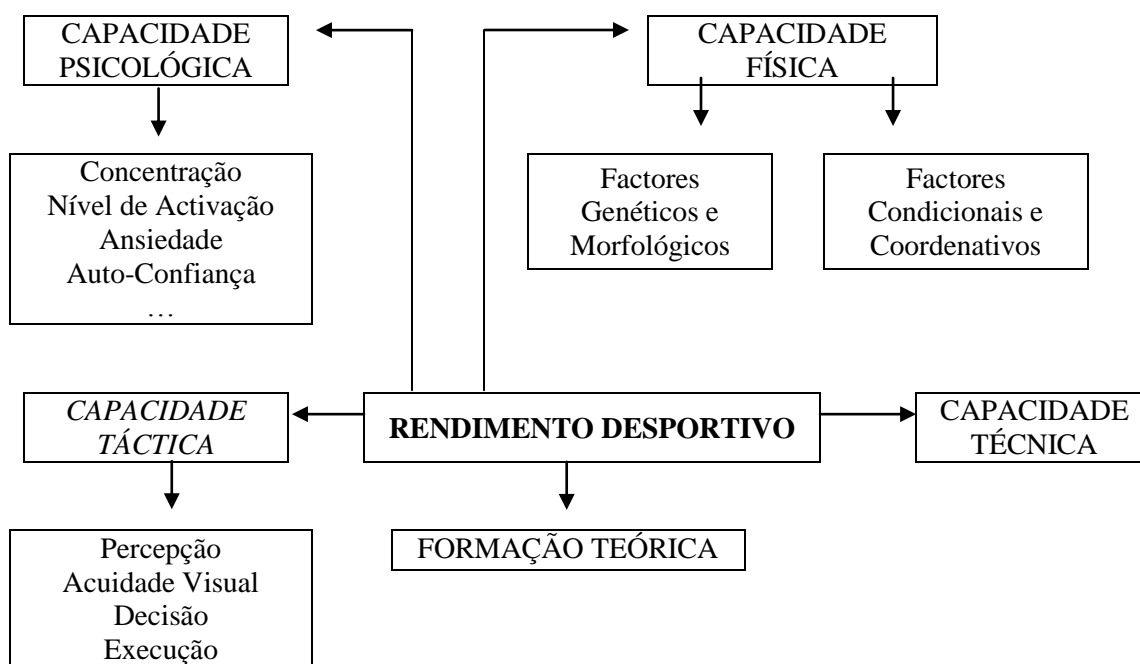 CAPACIDADE
PSICOLÓGICA
CAPACIDADE
FÍSICA
Concentração
Nível de Activação
Ansiedade
Auto-Confiança
…
Factores
Genéticos e
Morfológicos
Factores
Condicionais e
Coordenativos
CAPACIDADE
TÁCTICA
RENDIMENTO DESPORTIVO
CAPACIDADE
TÉCNICA
Percepção
Acuidade Visual
Decisão
Execução
FORMAÇÃO TEÓRICA